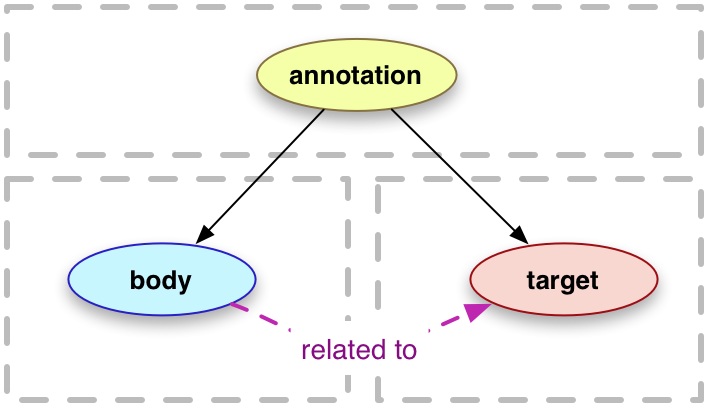 annotation
body
target
related to